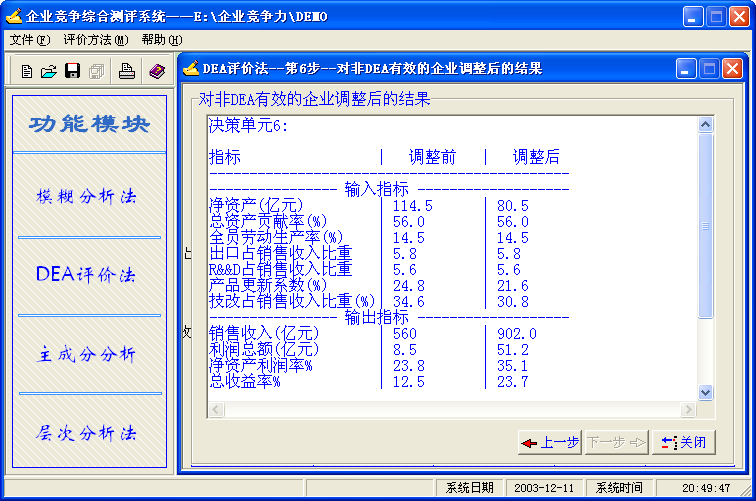 企业竞争综合测评系统——E:\企业竞争力\DEMO
文件(F) 评价方法(M) 帮助(H)
功能模块
模糊分析法
DEA评价法
主成分分析
层次分析法
DEA评价法--第6步--对非DEA有效的企业调整后的结果
对非DEA有效的企业调整后的结果
决策单元6:
指标 | 调整前 | 调整后
---------------------------------------------
---------------- 输入指标 -------------------
净资产(亿元) | 114.5 | 80.5
总资产贡献率(%) | 56.0 | 56.0
全员劳动生产率(%) | 14.5 | 14.5
出口占销售收入比重 | 5.8 | 5.8
R&&D占销售收入比重 | 5.6 | 5.6
产品更新系数(%) | 24.8 | 21.6
技改占销售收入比重(%) | 34.6 | 30.8
---------------- 输出指标 -------------------
销售收入(亿元) | 560 | 902.0
利润总额(亿元) | 8.5 | 51.2
净资产利润率% | 23.8 | 35.1
总收益率% | 12.5 | 23.7
上一步 下一步 关闭
系统日期 2003-12-11 系统时间 20:49:47